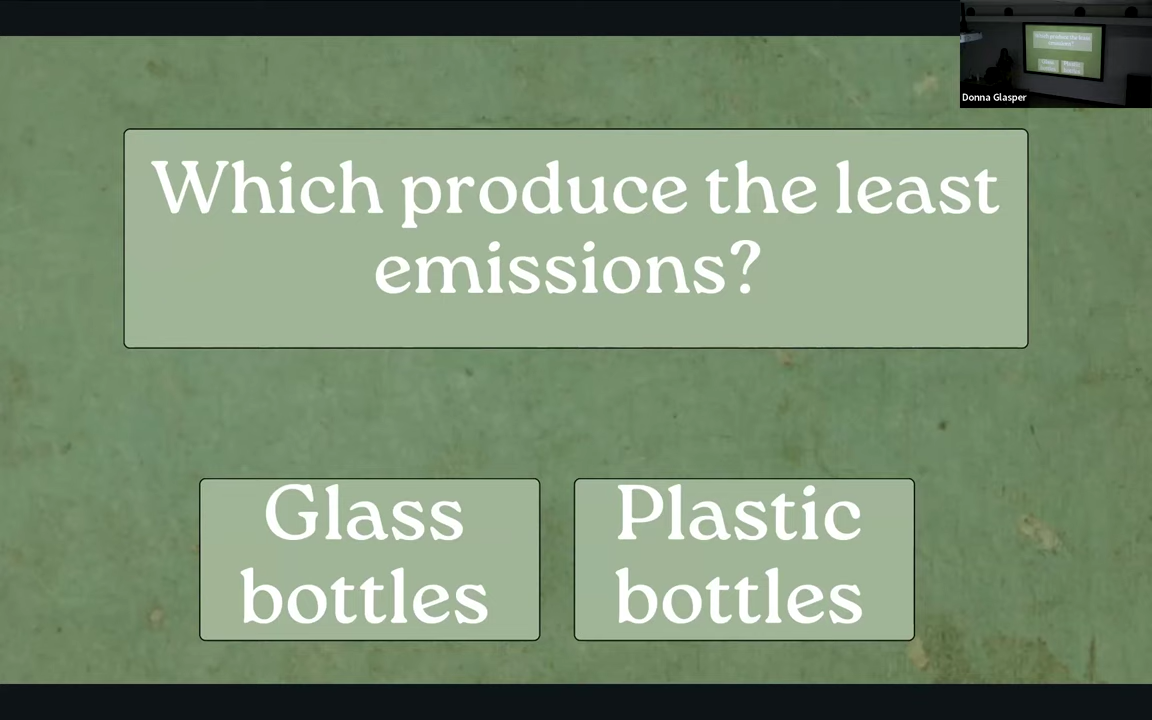 Donna Glasper
Which produce the least
emissions?
Glass
bottles
Plastic
bottles